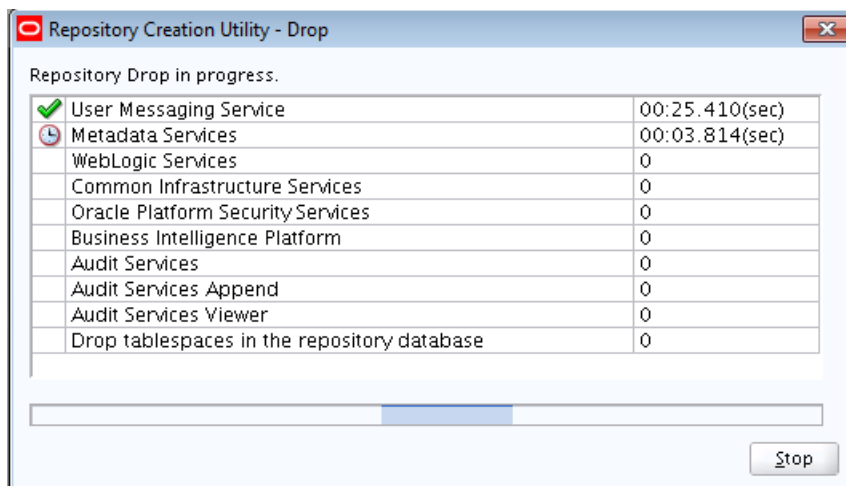 Repository Creation Utility - Drop
Repository Drop in progress.
User Messaging Service 00:25.410(sec)
Metadata Services 00:03.814(sec)
WebLogic Services 0
Common Infrastructure Services 0
Oracle Platform Security Services 0
Business Intelligence Platform 0
Audit Services 0
Audit Services Append 0
Audit Services Viewer 0
Drop tablespaces in the repository database 0
Stop